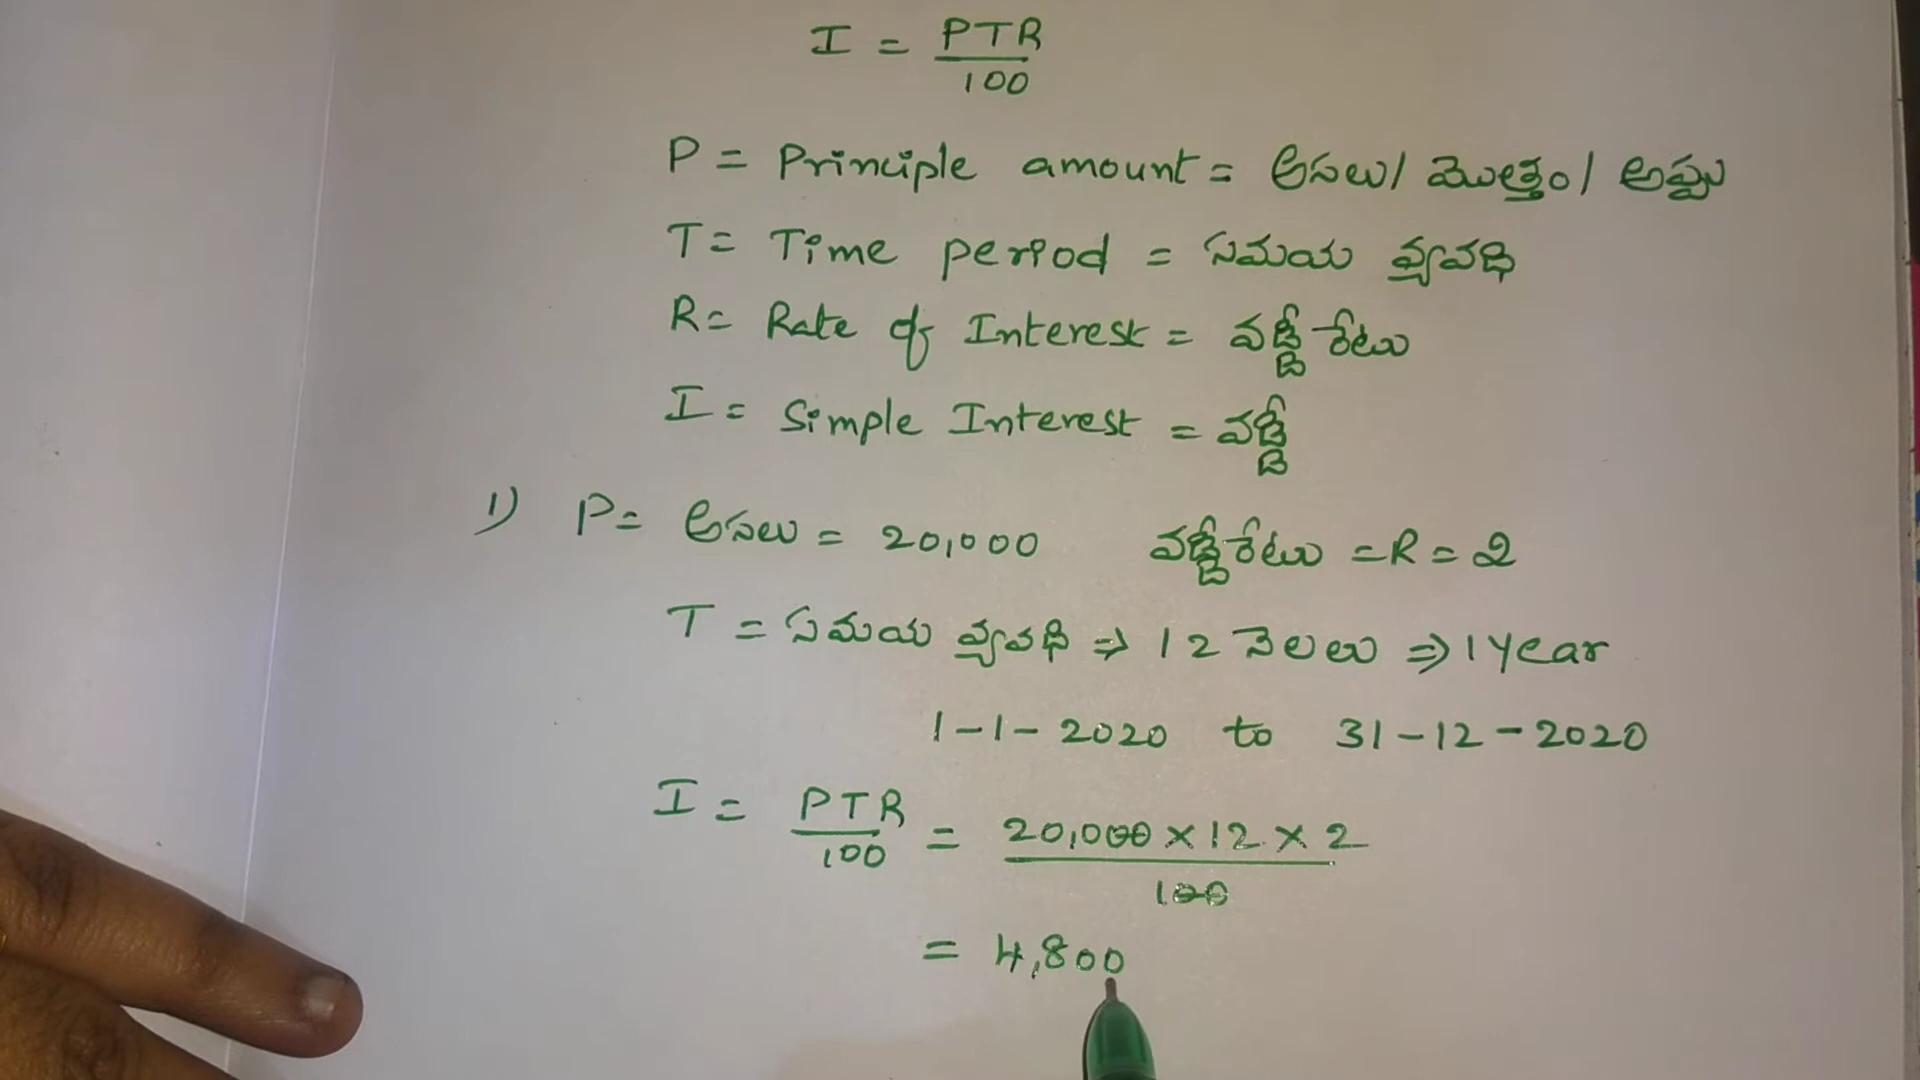 I = PTR/100
P = Principle amount = అసలు/ మొత్తం/ అప్పు
T = Time period = సమయ వ్యవధి
R = Rate of Interest = వడ్డీ రేటు
I = Simple Interest = వడ్డీ
1) P = అసలు = 20,000 వడ్డీరేటు = R = 2
T = సమయ వ్యవధి ⇒ 12 నెలలు ⇒ 1 Year
1-1-2020 to 31-12-2020
I = PTR/100 = 20,000 × 12 × 2/100
= 4,800